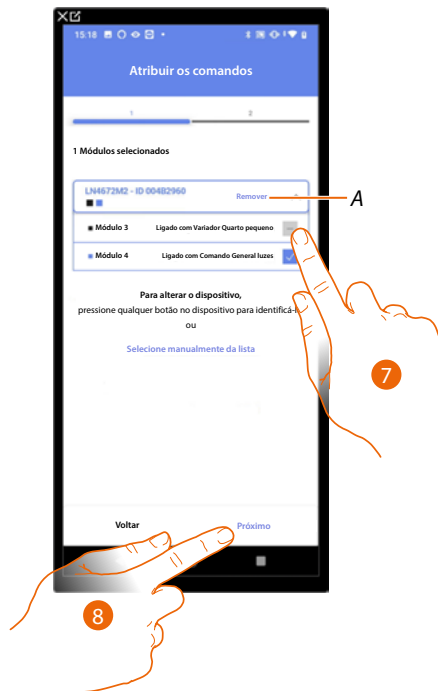 15:18
Atribuir os comandos
1 2
1 Módulos selecionados
LN4672M2 - ID 004B2960
Remover
A
Módulo 3 Ligado com Variador Quarto pequeno
Módulo 4 Ligado com Comando General luzes
Para alterar o dispositivo,
pressione qualquer botão no dispositivo para identificá-l
ou
Selecione manualmente da lista
7
Voltar Próximo
8